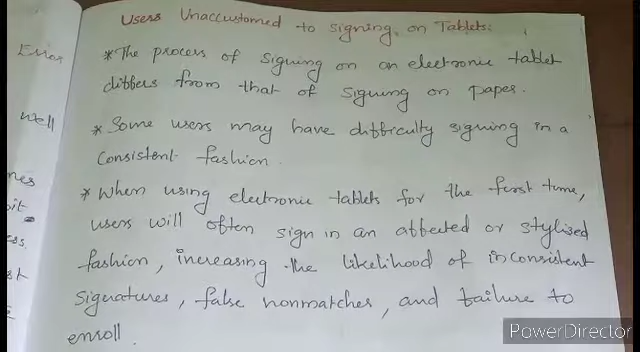 Users Unaccustomed to signing on Tablets:
Error
*The process of signing on an electronic tablet
differs from that of signing on paper.
well
* Some users may have difficulty signing in a
consistent fashion.
* When using electronic tablets for the first time,
users will often sign in an affected or stylised
fashion, increasing the likelihood of inconsistent
signatures, false nonmatches, and failure to
enroll.
PowerDirector